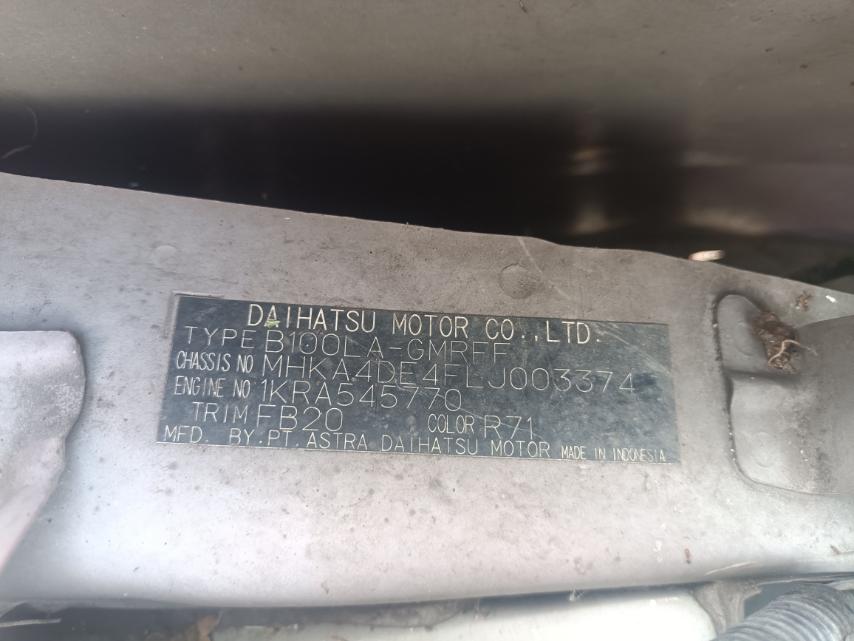 DAIHATSU MOTOR CO.,LTD.
TYPE B100LA-GMRFF
CHASSIS NO MHKA4DE4FLJ003374
ENGINE NO 1KRA545770
TRIM FB20 COLOR R71
MFD. BY.PT.ASTRA DAIHATSU MOTOR MADE IN INDONESIA